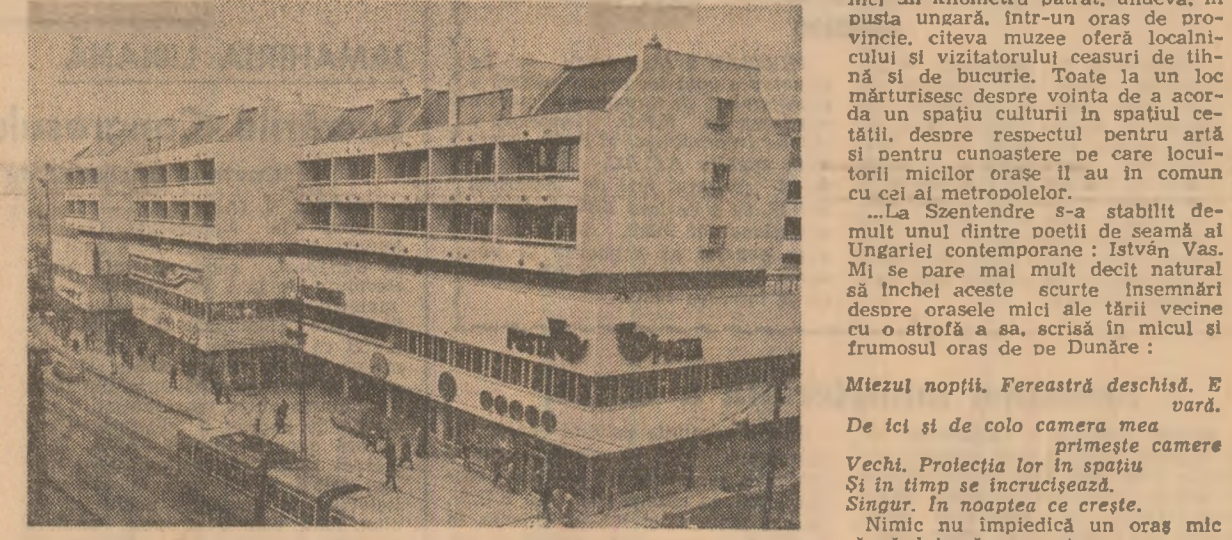 POSTA POSTA
pusta ungară, într-un oraș de pro-
vincie, cîteva muzee oferă localni-
cului și vizitatorului ceasuri de tih-
nă și de bucurie. Toate la un loc
mărturisesc despre voința de a acor-
da un spațiu culturii în spațiul ce-
tății, despre respectul pentru artă
și pentru cunoaștere pe care locui-
torii micilor orașe îl au în comun
cu cei ai metropolelor.
...La Szentendre s-a stabilit de-
mult unul dintre poeții de seamă ai
Ungariei contemporane : István Vas.
Mi se pare mai mult decît natural
să închei aceste scurte însemnări
despre orașele mici ale țării vecine
cu o strofă a sa, scrisă în micul și
frumosul oraș de pe Dunăre :
Miezul nopții. Fereastră deschisă. E
vară.
De ici și de colo camera mea
primește camere
Vechi. Proiecția lor în spațiu
Și în timp se încrucișează.
Singur. În noaptea ce crește.
Nimic nu împiedică un oraș mic